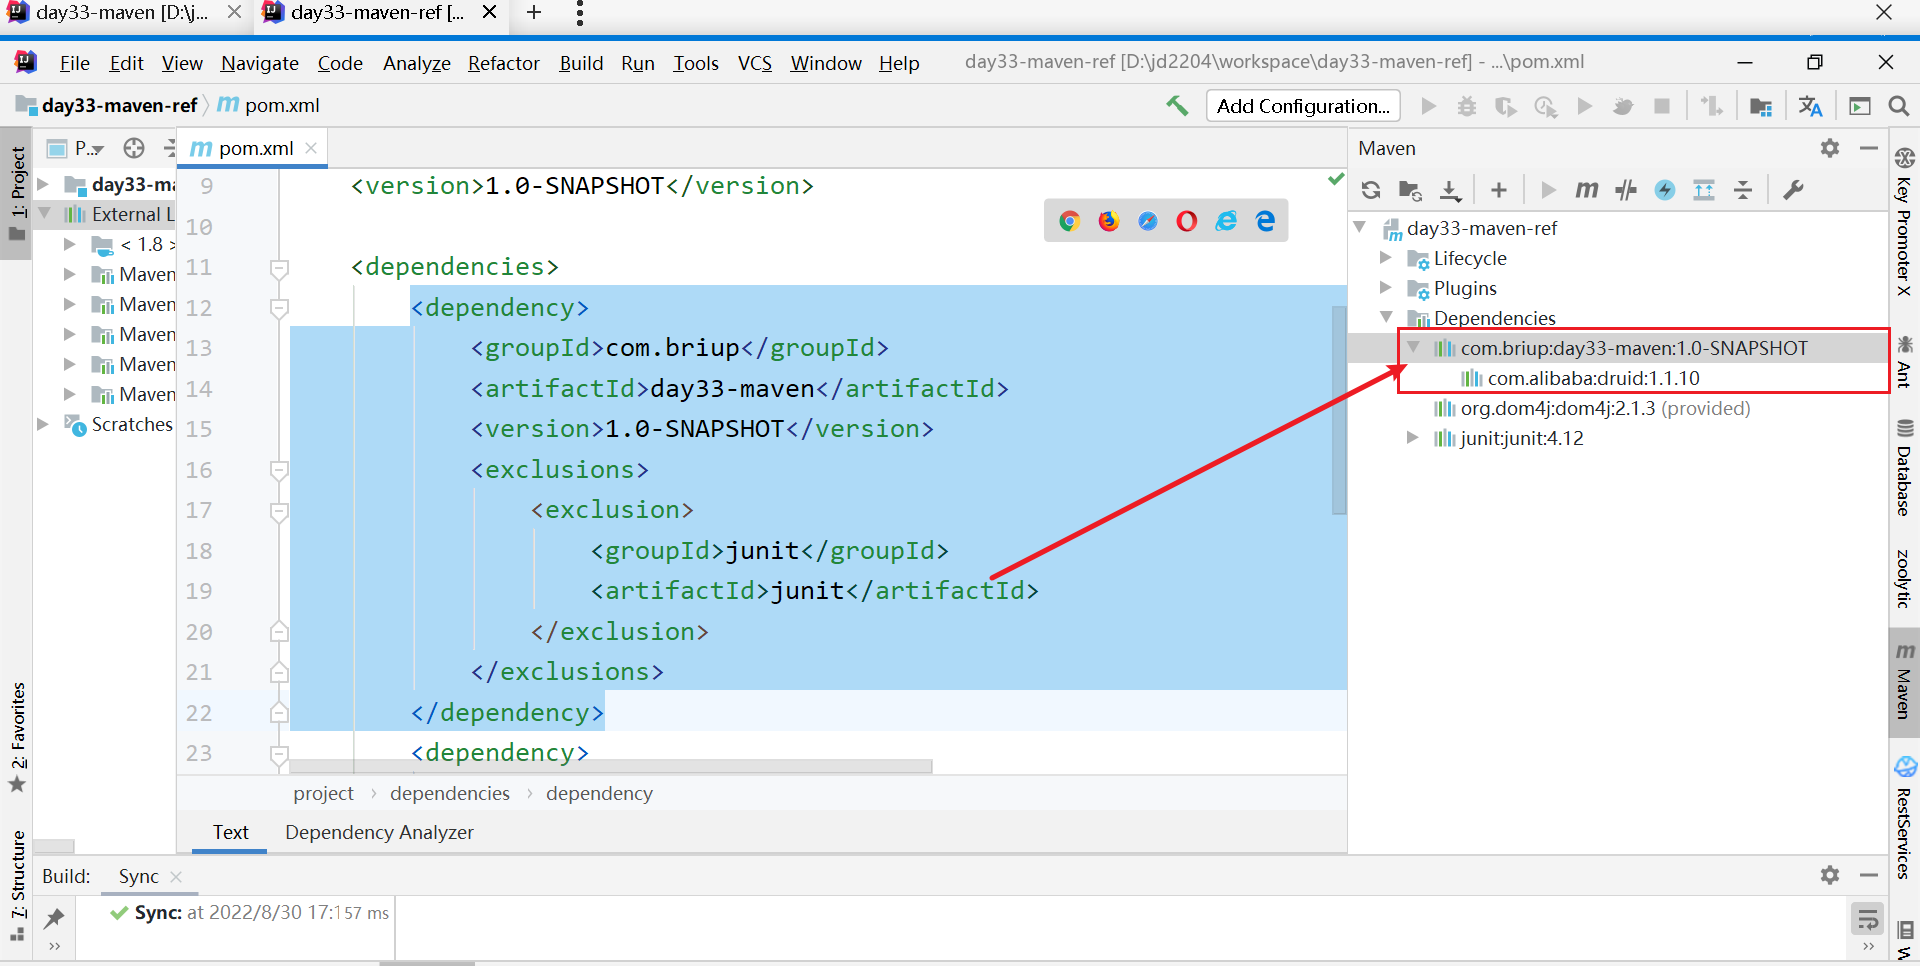 day33-maven [D:\j...
day33-maven-ref [...
File Edit View Navigate Code Analyze Refactor Build Run Tools VCS Window Help day33-maven-ref [D:\jd2204\workspace\day33-maven-ref] - ...\pom.xml
day33-maven-ref pom.xml
Add Configuration...
1: Project
2: Favorites
7: Structure
P...
day33-ma
External L
< 1.8 >
Maven
Maven
Maven
Maven
Maven
Scratches
pom.xml
9 <version>1.0-SNAPSHOT</version>
10
11 <dependencies>
12 <dependency>
13 <groupId>com.briup</groupId>
14 <artifactId>day33-maven</artifactId>
15 <version>1.0-SNAPSHOT</version>
16 <exclusions>
17 <exclusion>
18 <groupId>junit</groupId>
19 <artifactId>junit</artifactId>
20 </exclusion>
21 </exclusions>
22 </dependency>
23 <dependency>
project › dependencies › dependency
Text Dependency Analyzer
Maven
day33-maven-ref
Lifecycle
Plugins
Dependencies
com.briup:day33-maven:1.0-SNAPSHOT
com.alibaba:druid:1.1.10
org.dom4j:dom4j:2.1.3 (provided)
junit:junit:4.12
Key Promoter X
Ant
Database
zoolytic
Maven
RestServices
W
Build: Sync
Sync: at 2022/8/30 17:157 ms